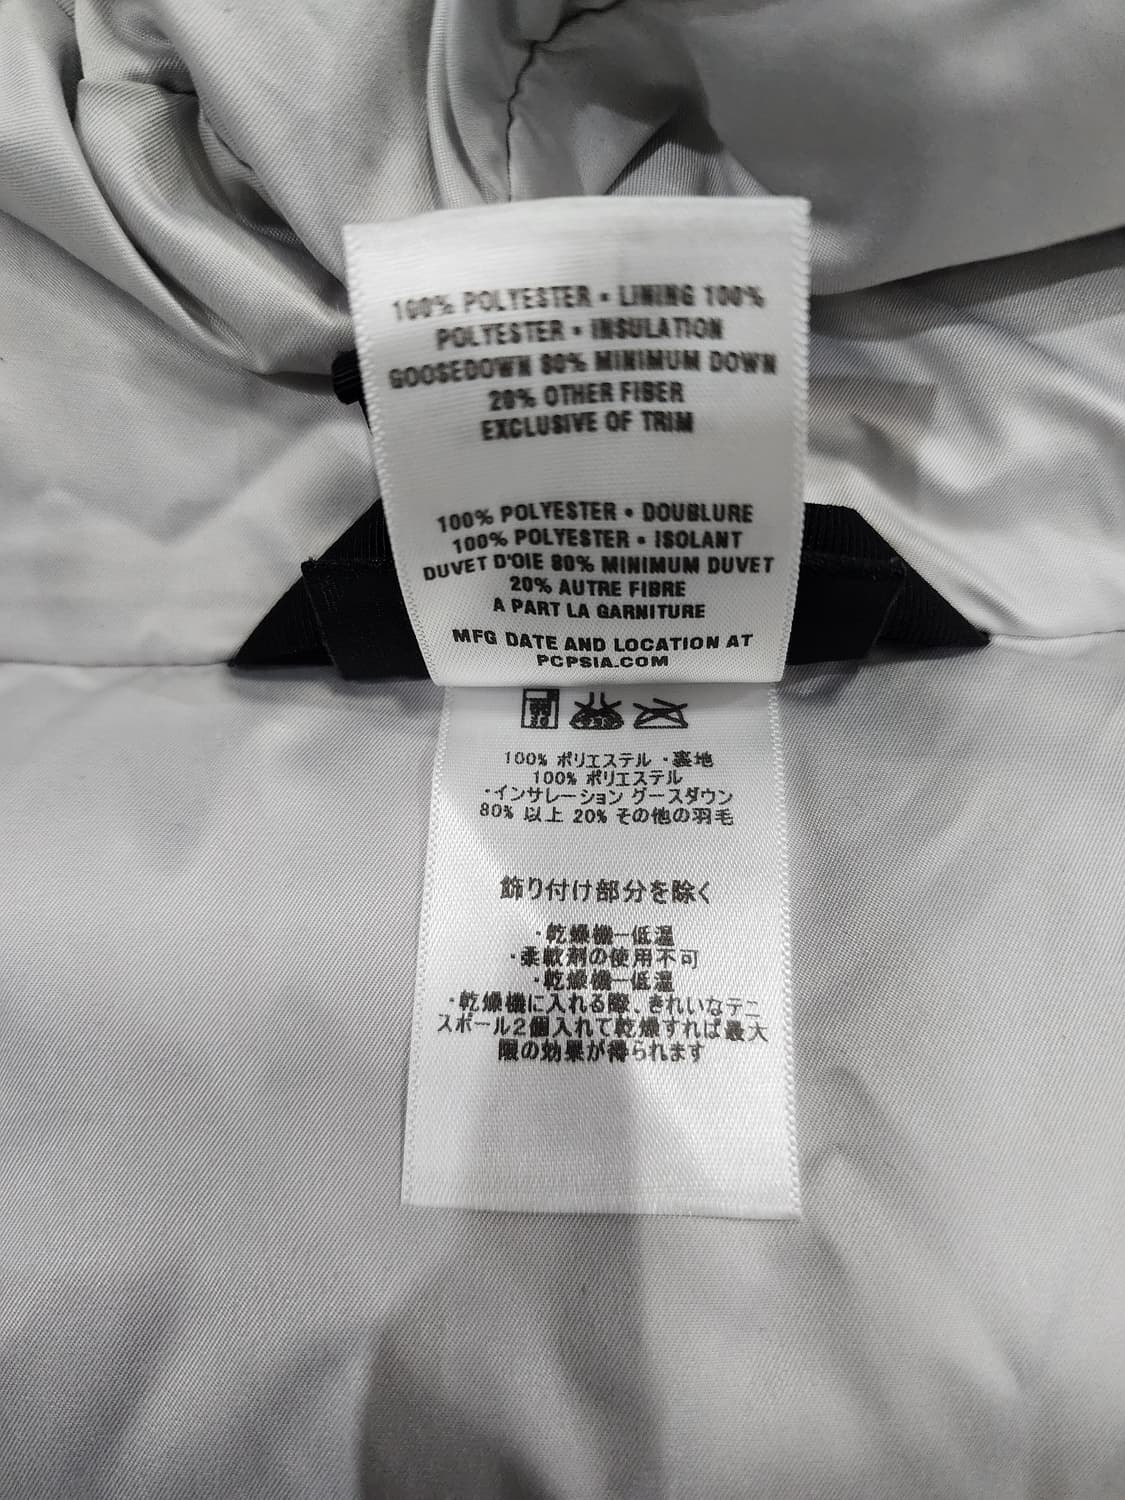 100% POLYESTER • LINING 100%
POLYESTER • INSULATION
GOOSEDOWN 80% MINIMUM DOWN
20% OTHER FIBER
EXCLUSIVE OF TRIM
100% POLYESTER • DOUBLURE
100% POLYESTER • ISOLANT
DUVET D'OIE 80% MINIMUM DUVET
20% AUTRE FIBRE
A PART LA GARNITURE
MFG DATE AND LOCATION AT
PCPSIA.COM
100% ポリエステル ・裏地
100% ポリエステル
・インサレーション グースダウン
80% 以上 20% その他の羽毛
飾り付け部分を除く
・乾燥機ー低温
・柔軟剤の使用不可
・乾燥機ー低温
・乾燥機に入れる際、きれいなテニ
スボール2個入れて乾燥すれば最大
限の効果が得られます